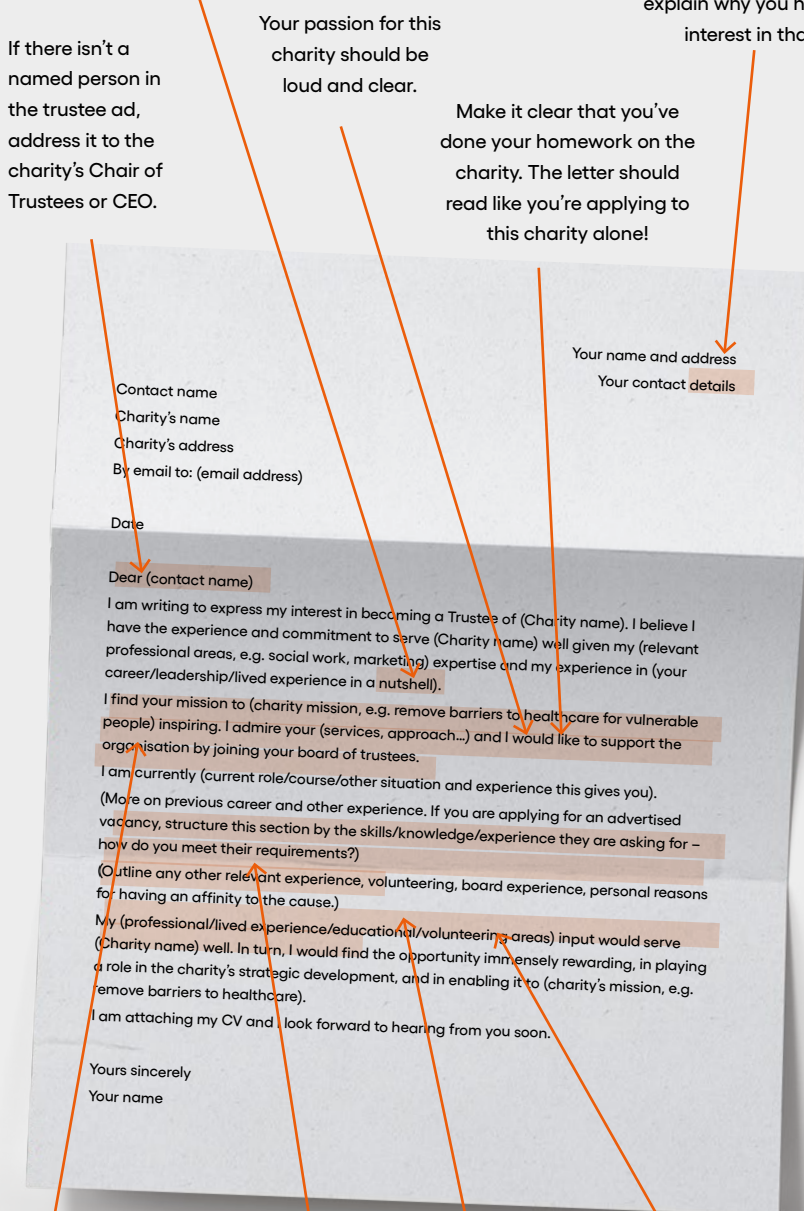 explain why you
interest in
If there isn’t a
named person in
the trustee ad,
address it to the
charity’s Chair of
Trustees or CEO.
Your passion for this
charity should be
loud and clear.
Make it clear that you’ve
done your homework on the
charity. The letter should
read like you’re applying to
this charity alone!
Your name and address
Your contact details
Contact name
Charity’s name
Charity’s address
By email to: (email address)
Date
Dear (contact name)
I am writing to express my interest in becoming a Trustee of (Charity name). I believe I
have the experience and commitment to serve (Charity name) well given my (relevant
professional areas, e.g. social work, marketing) expertise and my experience in (your
career/leadership/lived experience in a nutshell).
I find your mission to (charity mission, e.g. remove barriers to healthcare for vulnerable
people) inspiring. I admire your (services, approach...) and I would like to support the
organisation by joining your board of trustees.
I am currently (current role/course/other situation and experience this gives you).
(More on previous career and other experience. If you are applying for an advertised
vacancy, structure this section by the skills/knowledge/experience they are asking for –
how do you meet their requirements?)
(Outline any other relevant experience, volunteering, board experience, personal reasons
for having an affinity to the cause.)
My (professional/lived experience/educational/volunteering areas) input would serve
(Charity name) well. In turn, I would find the opportunity immensely rewarding, in playing
a role in the charity’s strategic development, and in enabling it to (charity’s mission, e.g.
remove barriers to healthcare).
I am attaching my CV and I look forward to hearing from you soon.
Yours sincerely
Your name